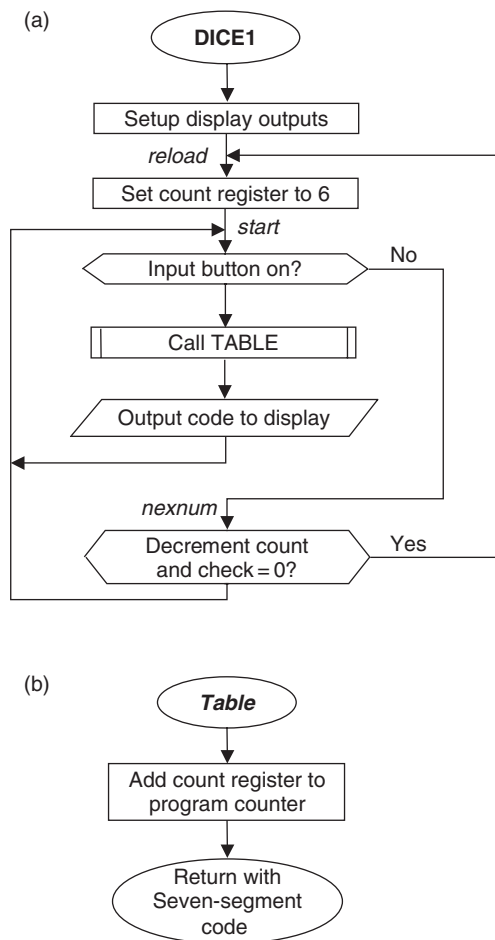 (a)
DICE1
Setup display outputs
reload
Set count register to 6
start
Input button on?
No
Call TABLE
Output code to display
nexnum
Decrement count
and check = 0?
Yes
(b)
Table
Add count register to
program counter
Return with
Seven-segment
code